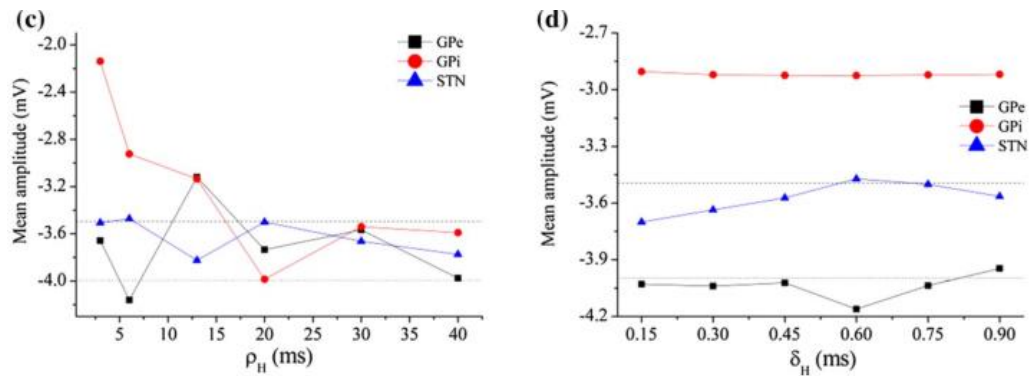 (c)
GPe
GPi
STN
Mean amplitude (mV)
-2.0
-2.4
-2.8
-3.2
-3.6
-4.0
5 10 15 20 25 30 35 40
ρH (ms)
(d)
GPe
GPi
STN
Mean amplitude (mV)
-2.7
-3.0
-3.3
-3.6
-3.9
-4.2
0.15 0.30 0.45 0.60 0.75 0.90
δH (ms)